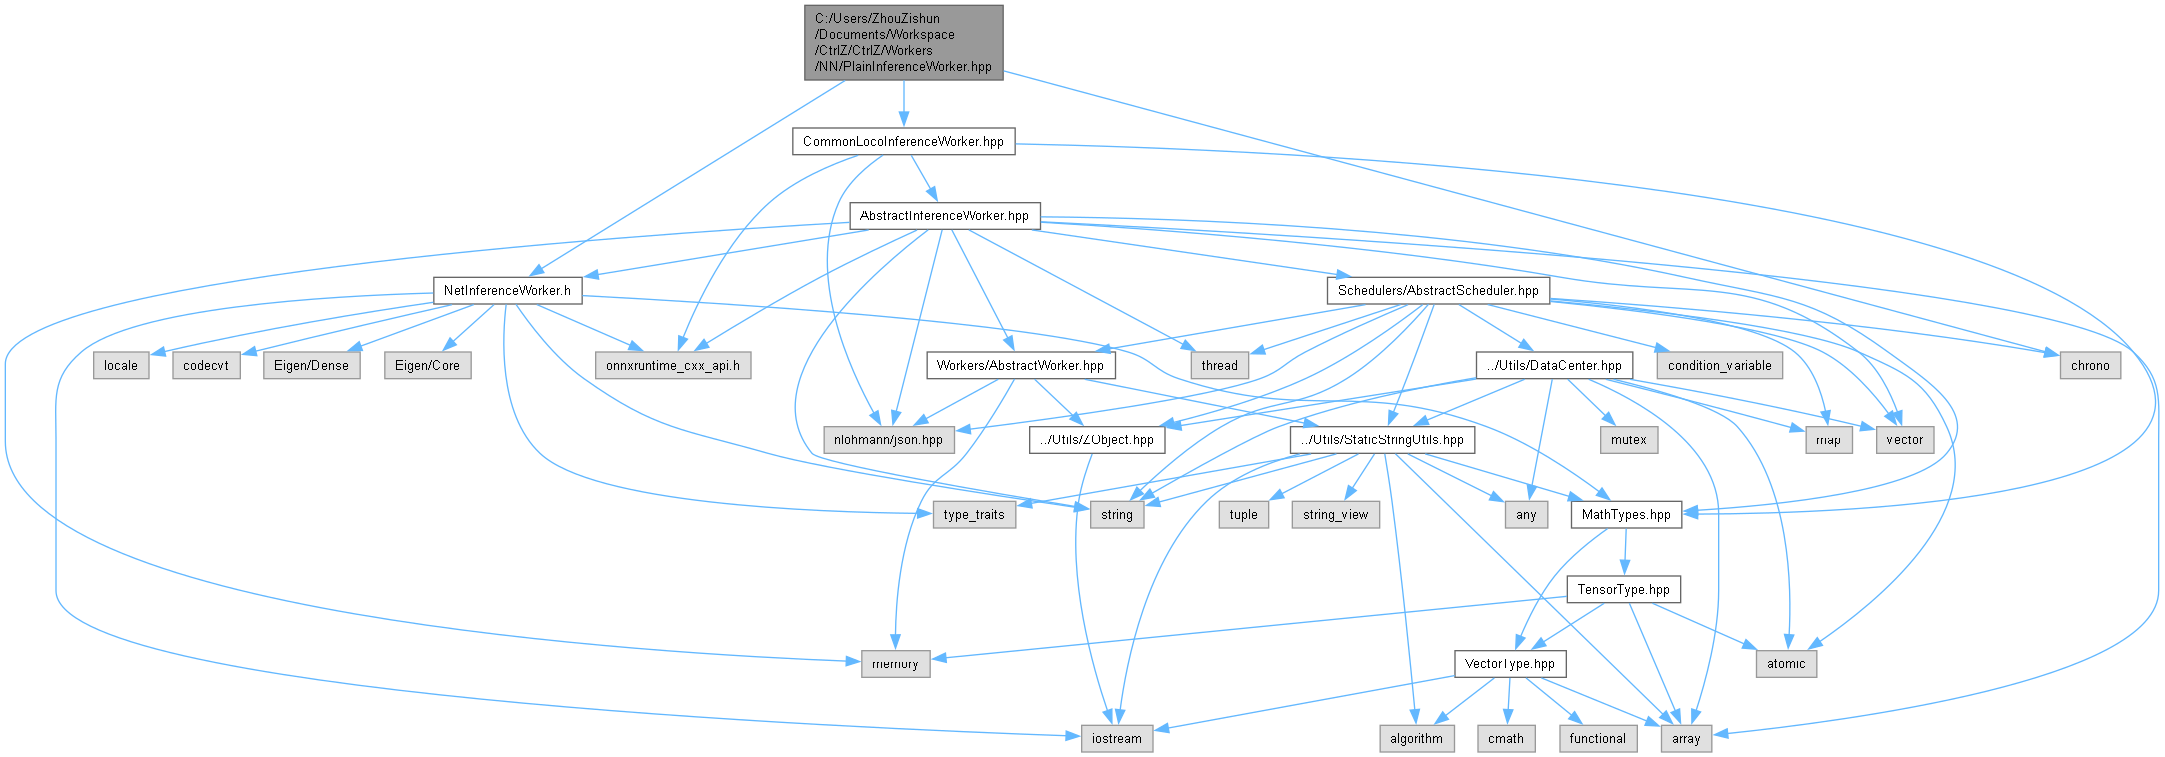 C:/Users/ZhouZishun
/Documents/Workspace
/CtrlZ/CtrlZ/Workers
/NN/PlainInferenceWorker.hpp
CommonLocoInferenceWorker.hpp
AbstractInferenceWorker.hpp
NetInferenceWorker.h
Schedulers/AbstractScheduler.hpp
locale
codecvt
Eigen/Dense
Eigen/Core
onnxruntime_cxx_api.h
Workers/AbstractWorker.hpp
thread
../Utils/DataCenter.hpp
condition_variable
chrono
nlohmann/json.hpp
../Utils/ZObject.hpp
../Utils/StaticStringUtils.hpp
mutex
map
vector
type_traits
string
tuple
string_view
any
MathTypes.hpp
TensorType.hpp
memory
VectorType.hpp
atomic
iostream
algorithm
cmath
functional
array